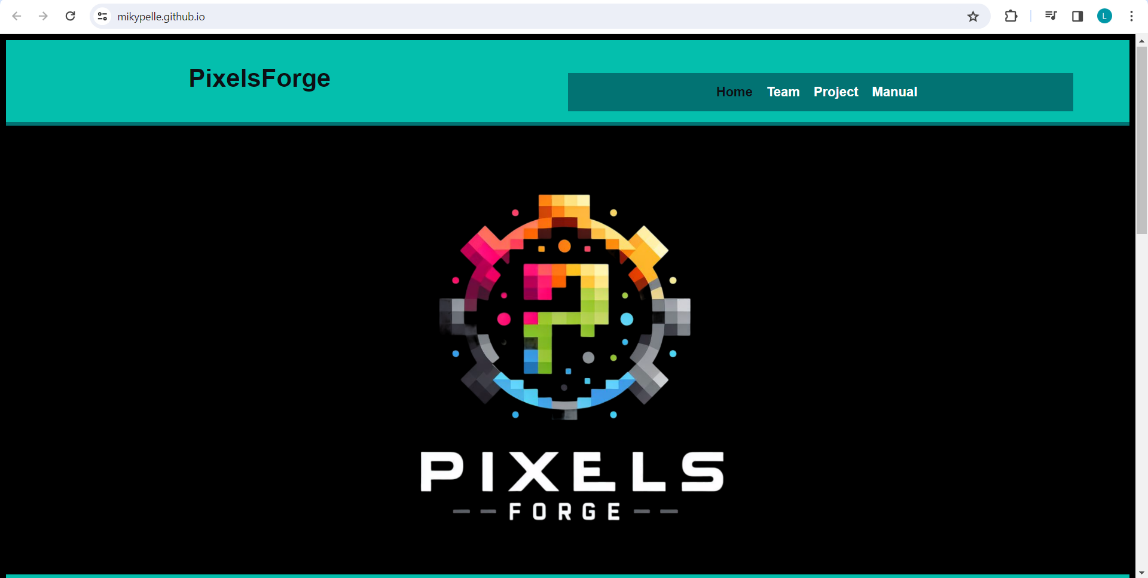 mikypelle.github.io
L
PixelsForge
Home Team Project Manual
P
PIXELS
FORGE